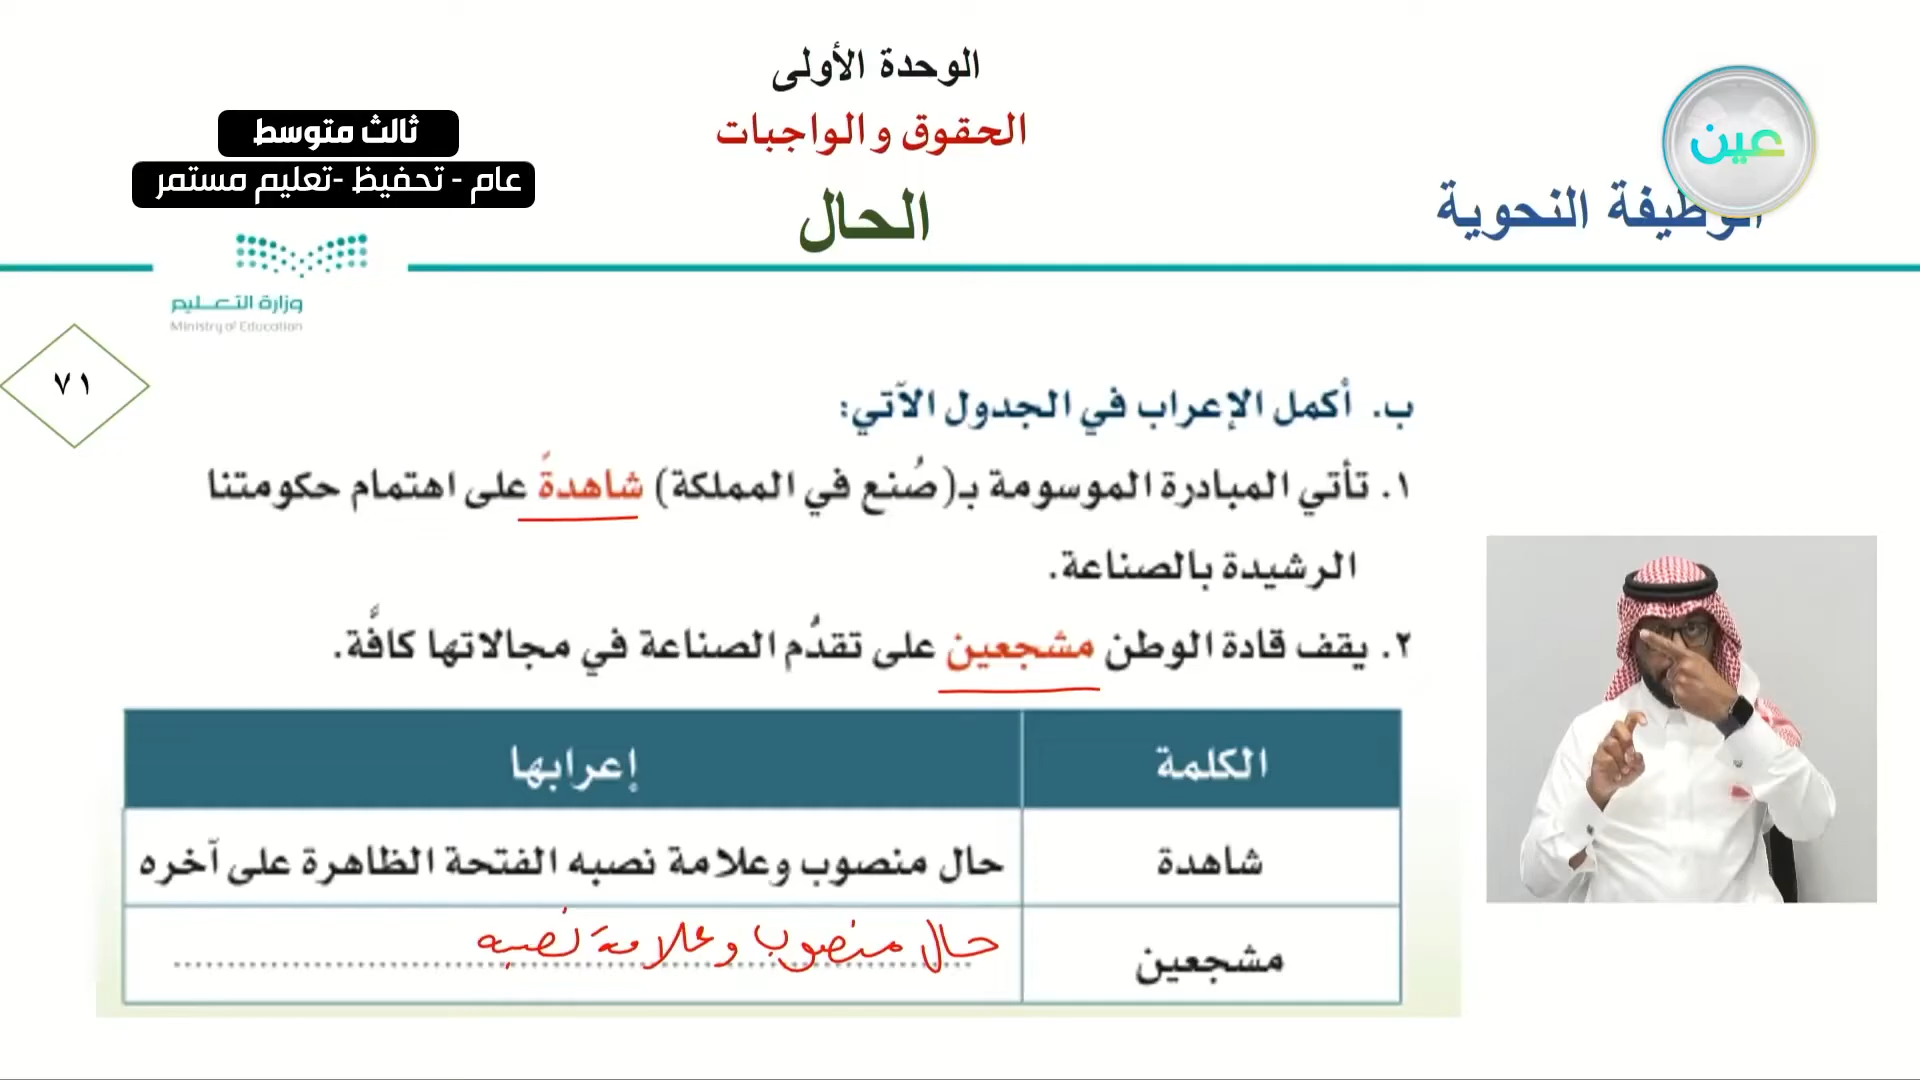 الوحدة الأولى
الحقوق والواجبات
الحال
عين
الوظيفة النحوية
ثالث متوسط
عام - تحفيظ -تعليم مستمر
وزارة التعـــليم
Ministry of Education
٧١
ب. أكمل الإعراب في الجدول الآتي:
١. تأتي المبادرة الموسومة بـ(صُنع في المملكة) شاهدةً على اهتمام حكومتنا
الرشيدة بالصناعة.
٢. يقف قادة الوطن مشجعين على تقدُّم الصناعة في مجالاتها كافَّة.
الكلمة إعرابها
شاهدة حال منصوب وعلامة نصبه الفتحة الظاهرة على آخره
مشجعين حال منصوب وعلامة نصبه